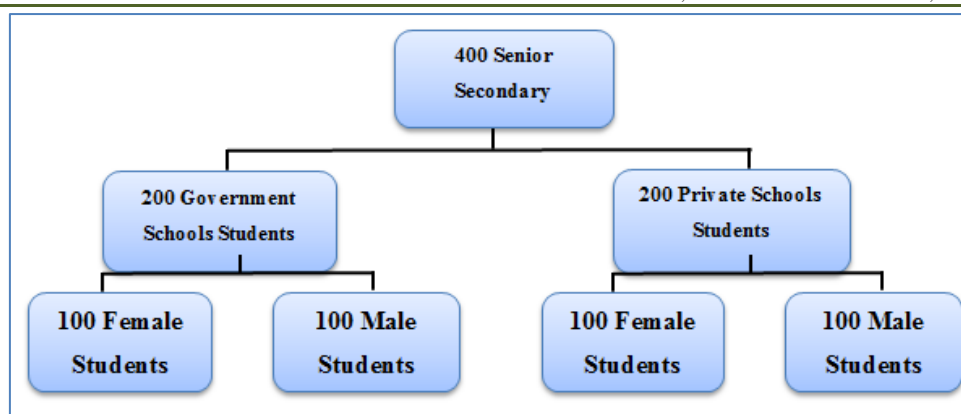 400 Senior
Secondary
200 Government
Schools Students
200 Private Schools
Students
100 Female
Students
100 Male
Students
100 Female
Students
100 Male
Students